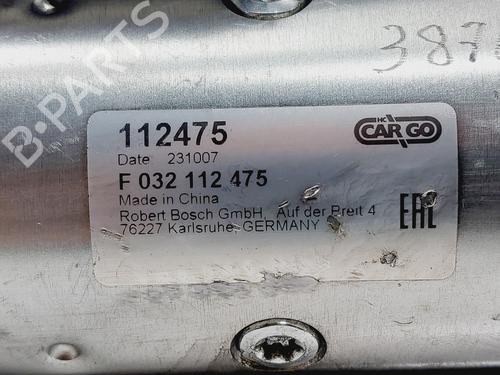 B-PARTS
112475
HC
CARGO
Date 231007
F 032 112 475
Made in China
Robert Bosch GmbH, Auf der Breit 4
76227 Karlsruhe, GERMANY
EAC